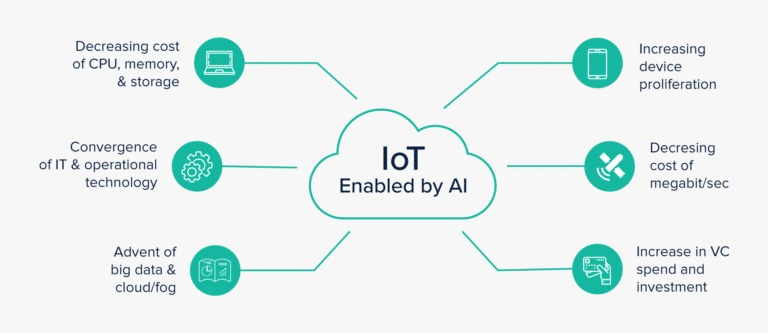 Decreasing cost
of CPU, memory,
& storage
Convergence
of IT & operational
technology
Advent of
big data &
cloud/fog
IoT
Enabled by AI
Increasing
device
proliferation
Decresing
cost of
megabit/sec
Increase in VC
spend and
investment